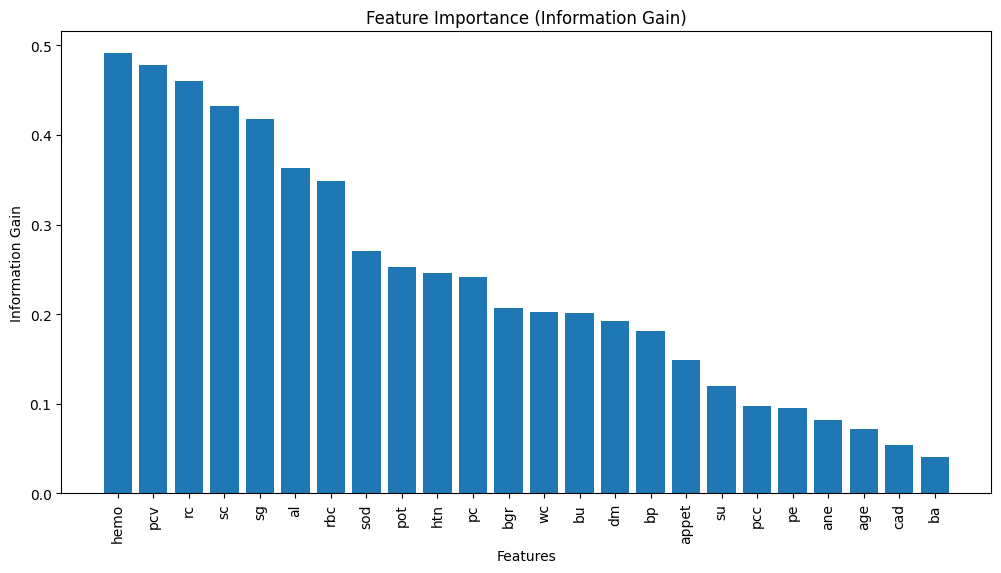 Feature Importance (Information Gain)
Information Gain
0.5
0.4
0.3
0.2
0.1
0.0
hemo
pcv
rc
sc
sg
al
rbc
sod
pot
htn
pc
bgr
wc
bu
dm
bp
appet
su
pcc
pe
ane
age
cad
ba
Features